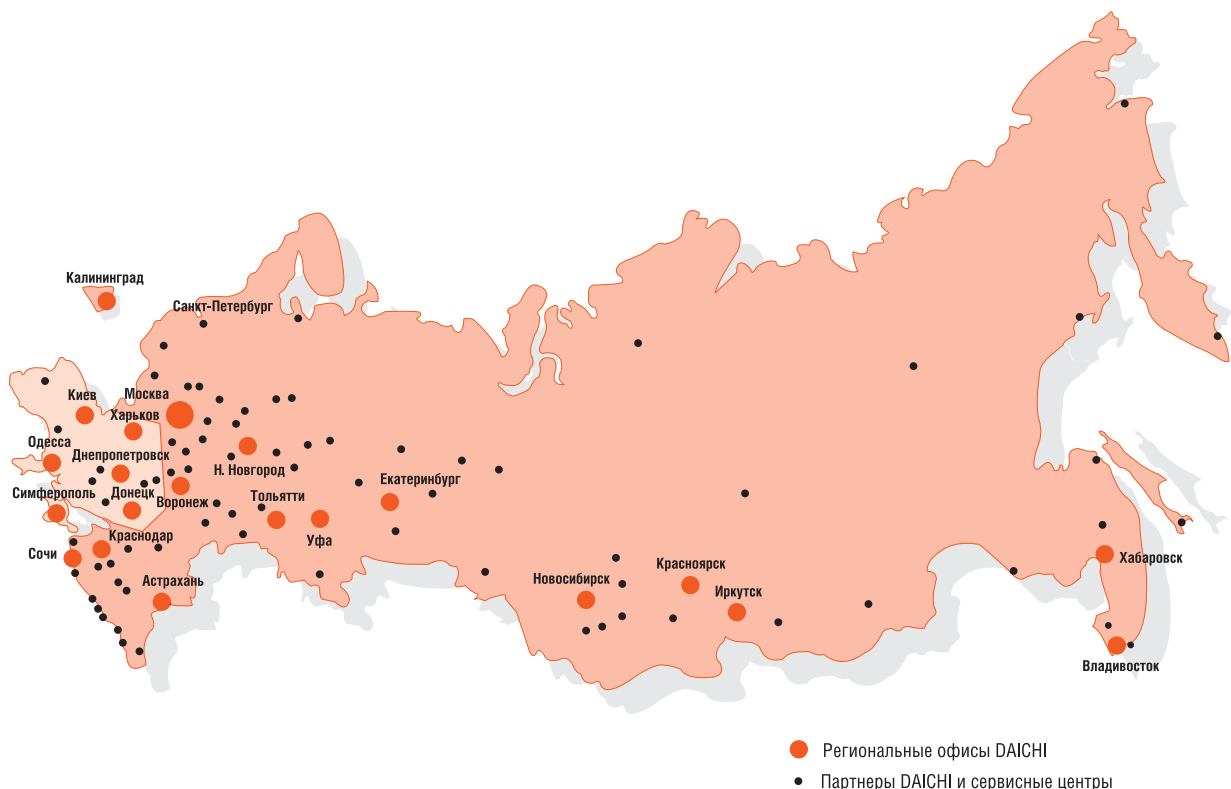 Калининград
Санкт-Петербург
Киев
Москва
Харьков
Одесса
Днепропетровск
Н. Новгород
Екатеринбург
Симферополь
Донецк
Воронеж
Тольятти
Уфа
Краснодар
Сочи
Астрахань
Новосибирск
Красноярск
Иркутск
Хабаровск
Владивосток
Региональные офисы DAICHI
Партнеры DAICHI и сервисные центры